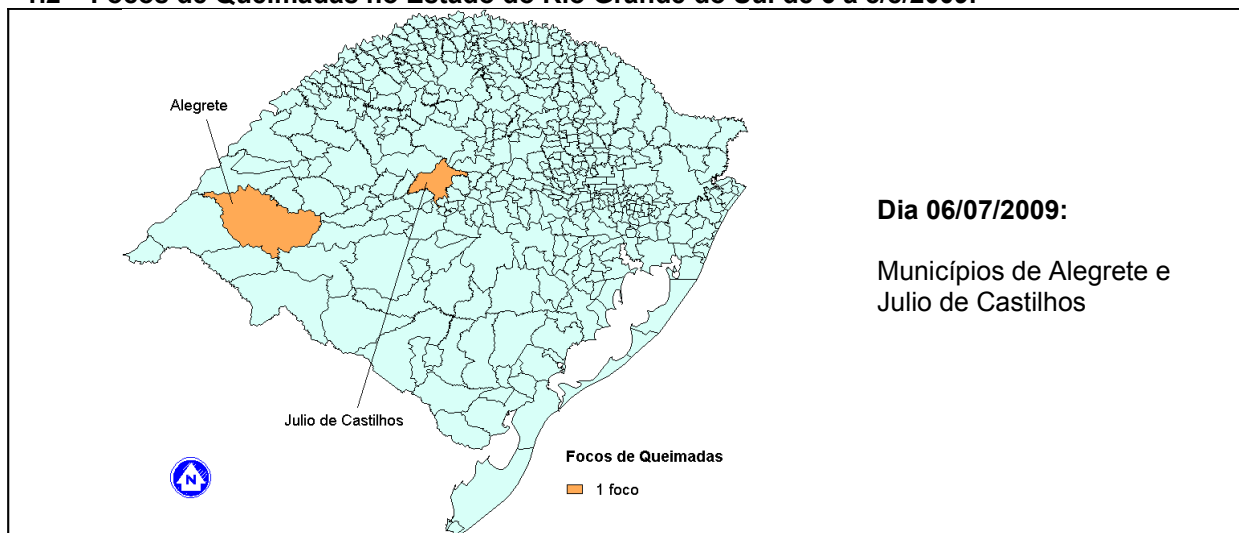 Alegrete
Julio de Castilhos
Focos de Queimadas
1 foco
N
Dia 06/07/2009:
Municípios de Alegrete e
Julio de Castilhos